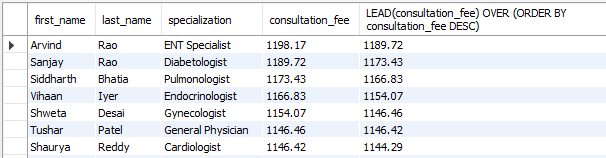 first_name last_name specialization consultation_fee LEAD(consultation_fee) OVER (ORDER BY
consultation_fee DESC)
Arvind Rao ENT Specialist 1198.17 1189.72
Sanjay Rao Diabetologist 1189.72 1173.43
Siddharth Bhatia Pulmonologist 1173.43 1166.83
Vihaan Iyer Endocrinologist 1166.83 1154.07
Shweta Desai Gynecologist 1154.07 1146.46
Tushar Patel General Physician 1146.46 1146.42
Shaurya Reddy Cardiologist 1146.42 1144.29